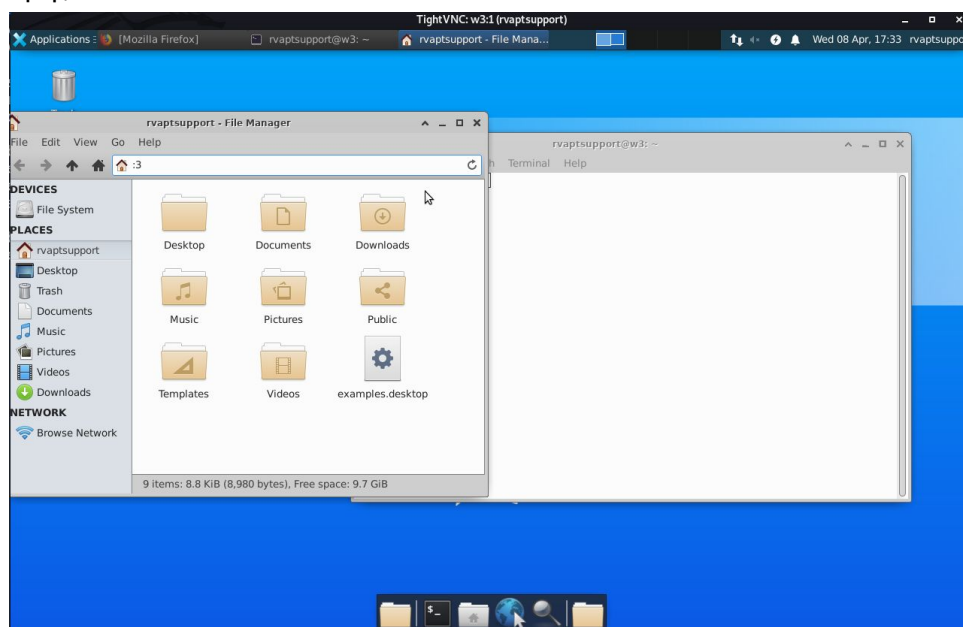 TightVNC: w3:1 (rvaptsupport)
Applications [Mozilla Firefox] rvaptsupport@w3: ~ rvaptsupport - File Mana... Wed 08 Apr, 17:33 rvaptsuppo
rvaptsupport - File Manager
File Edit View Go Help
:3
DEVICES
File System
PLACES
rvaptsupport
Desktop
Trash
Documents
Music
Pictures
Videos
Downloads
NETWORK
Browse Network
Desktop Documents Downloads
Music Pictures Public
Templates Videos examples.desktop
9 items: 8.8 KiB (8,980 bytes), Free space: 9.7 GiB
rvaptsupport@w3: ~
h Terminal Help
$_